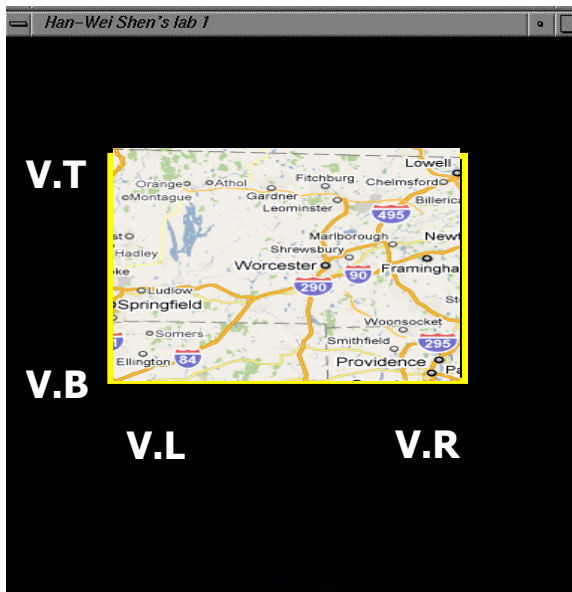 Han-Wei Shen's lab 1
V.T
Lowell
Orange Athol Fitchburg Chelmsford
Montague Gardner
Leominster 495 Billerica
Marlborough
Hadley Shrewsbury
Worcester 90 Framingha
290
Ludlow
Springfield
Woonsocket
Somers Smithfield 295
Ellington 84 Providence
V.B
V.L V.R